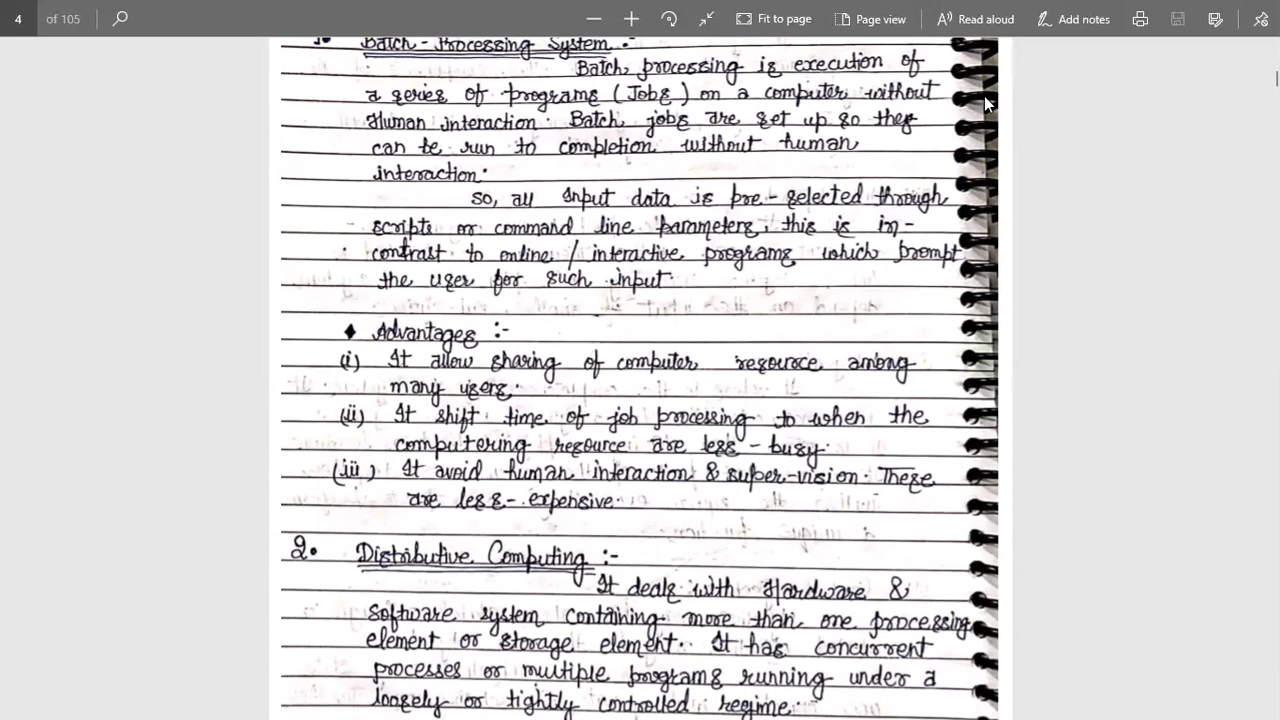 4 of 105 Fit to page Page view Read aloud Add notes
1. Batch-Processing System :-
Batch processing is execution of
a series of programs (Jobs) on a computer without
Human interaction. Batch jobs are set up so they
can be run to completion without human
interaction.
so, all Input data is pre-selected through
scripts or command line parameters, this is in-
contrast to online / interactive programs which prompt
the user for such input.
♦ Advantages :-
(i) It allow sharing of computer resource among
many users.
(ii) It shift time of job processing to when the
computering resource are less-busy.
(iii) It avoid human interaction & super-vision. These
are less-expensive.
2. Distributive Computing :-
It deals with Hardware &
Software system containing more than one processing
element or storage element. It has concurrent
processes or multiple programs running under a
loosely or tightly controlled regime.